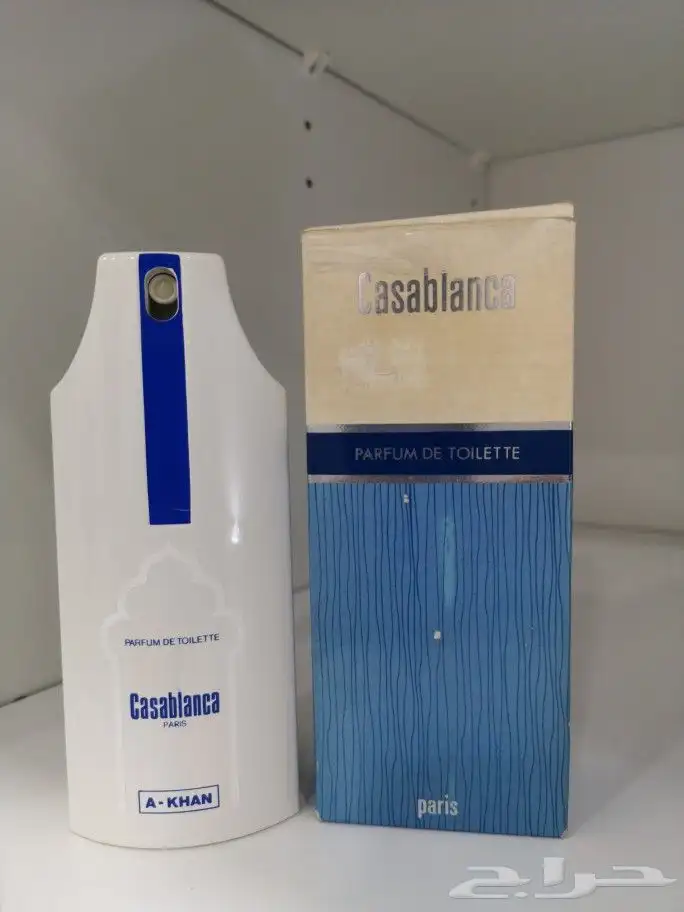 PARFUM DE TOILETTE
Casablanca
PARIS
A-KHAN
Casablanca
PARFUM DE TOILETTE
paris
حراج